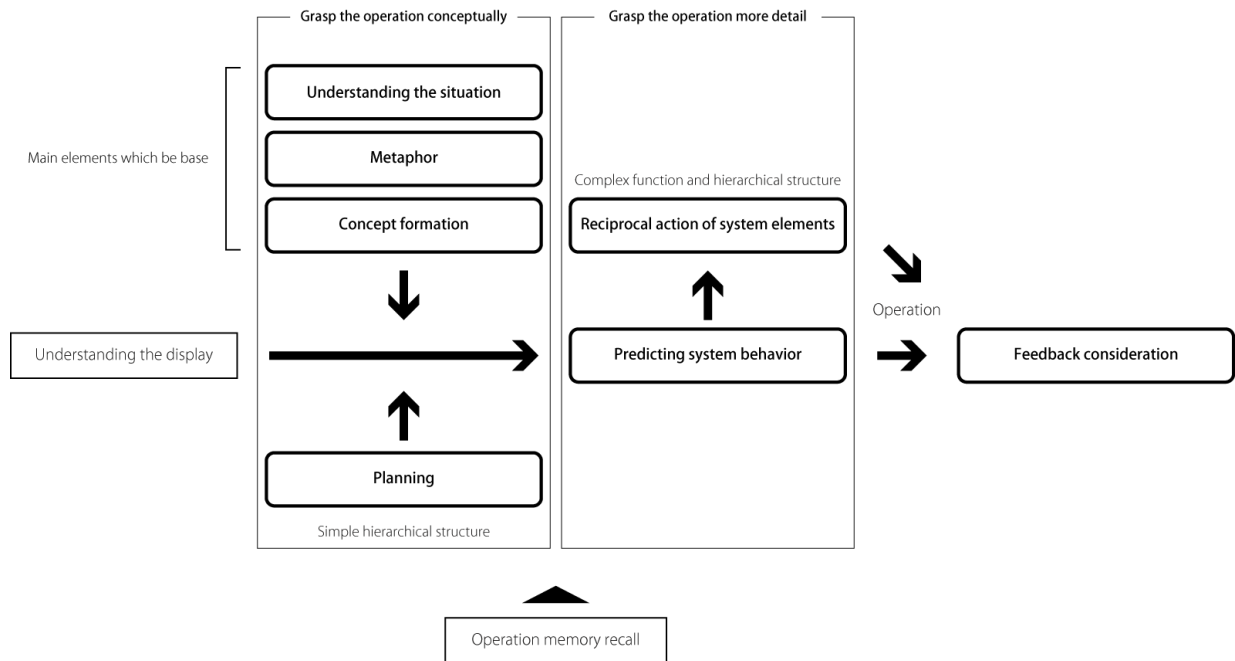 Grasp the operation conceptually
Grasp the operation more detail
Understanding the situation
Main elements which be base
Metaphor
Complex function and hierarchical structure
Concept formation
Reciprocal action of system elements
Operation
Understanding the display
Predicting system behavior
Feedback consideration
Planning
Simple hierarchical structure
Operation memory recall